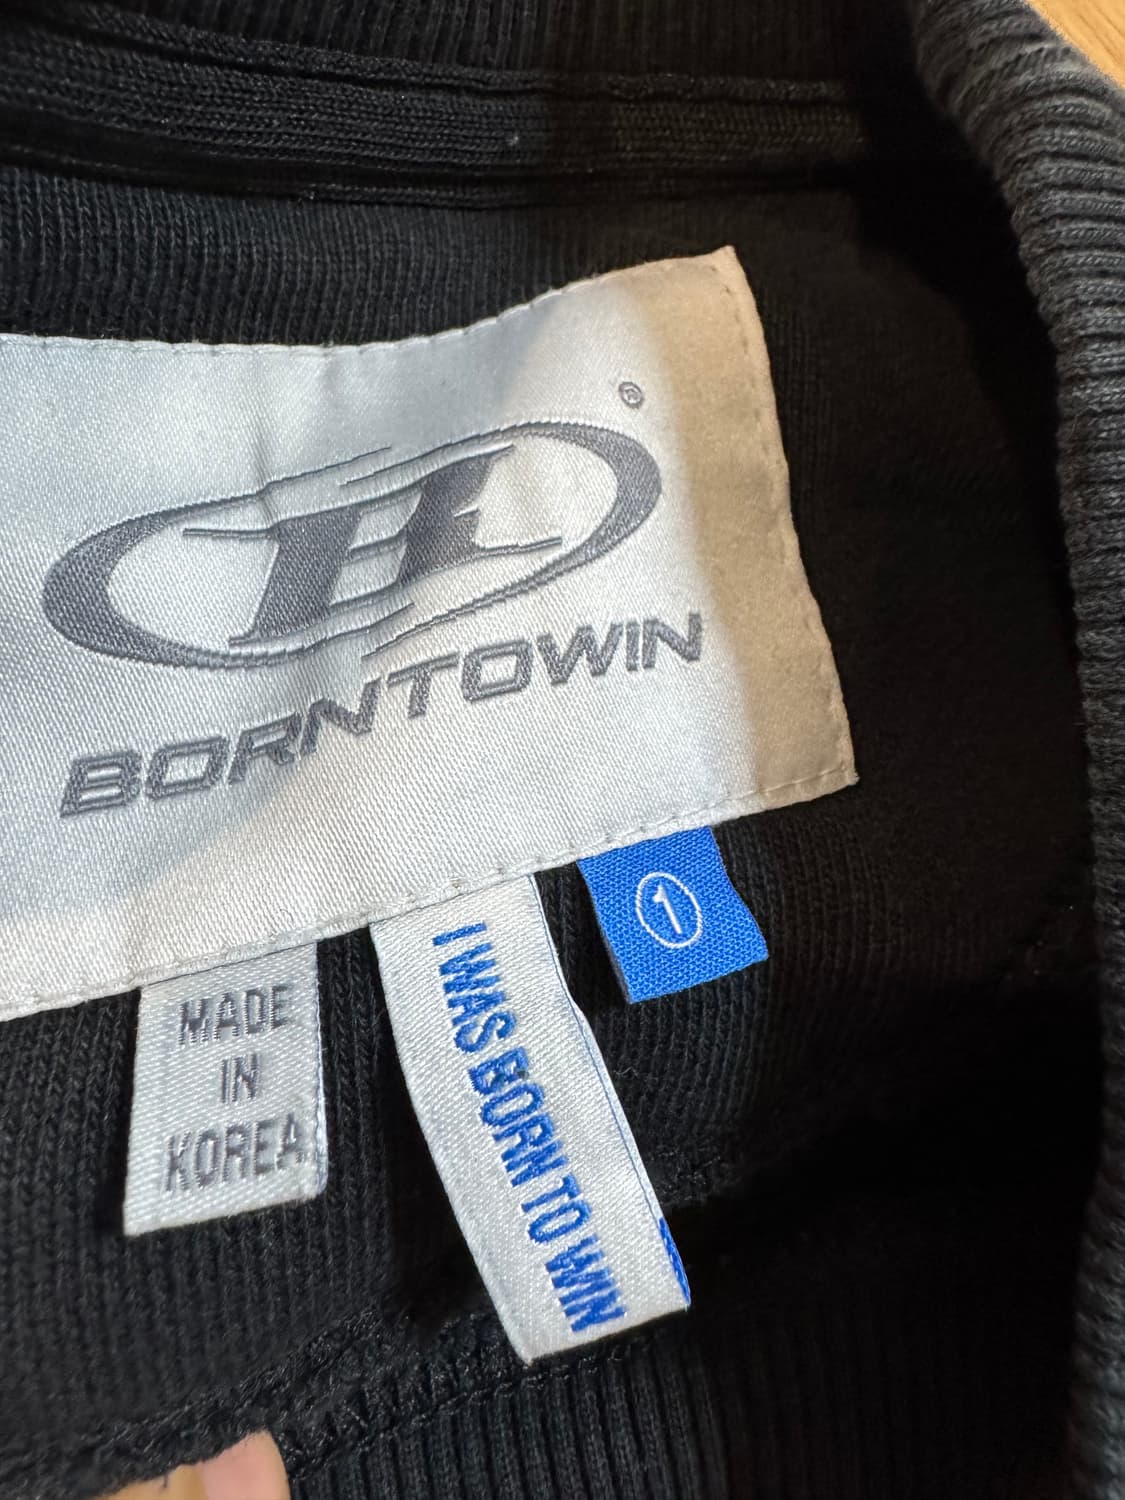 ®
BORNTOWIN
①
MADE
IN
KOREA
I WAS BORN TO WIN